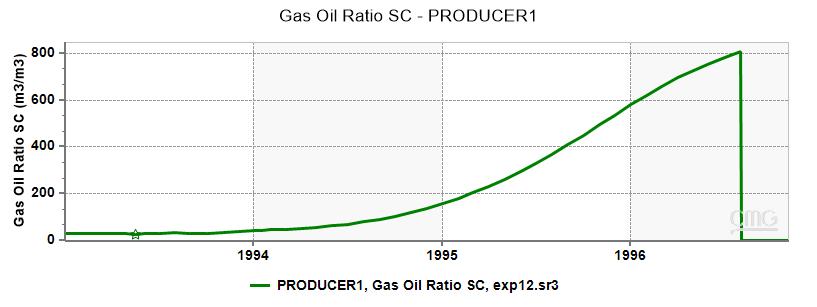 Gas Oil Ratio SC - PRODUCER1
Gas Oil Ratio SC (m3/m3)
800
600
400
200
0
1994
1995
1996
cmg
PRODUCER1, Gas Oil Ratio SC, exp12.sr3